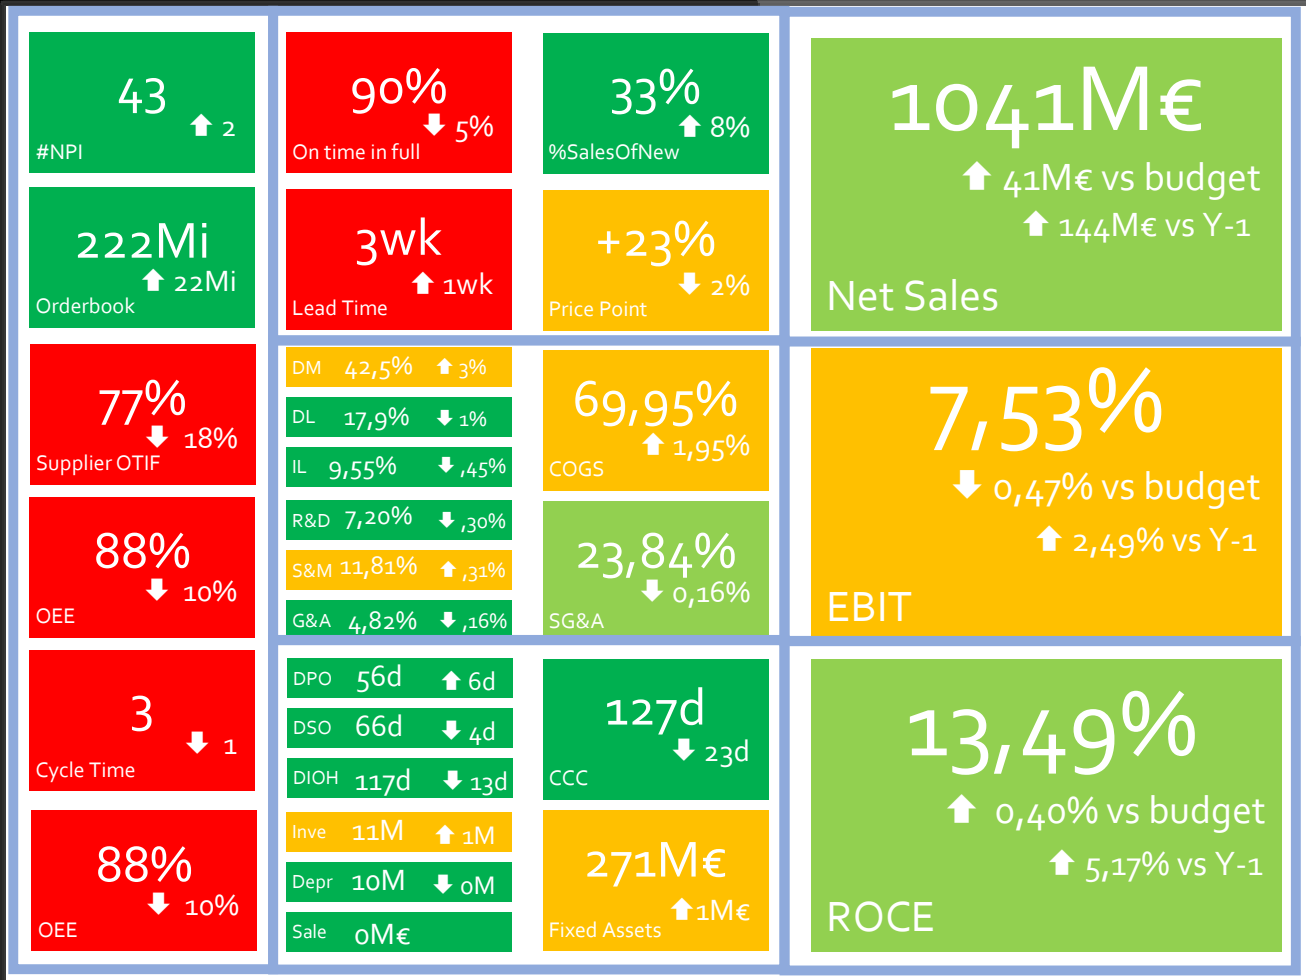 43
2
#NPI
222Mi
22Mi
Orderbook
77%
18%
Supplier OTIF
88%
10%
OEE
3
1
Cycle Time
88%
10%
OEE
90%
5%
On time in full
33%
8%
%SalesOfNew
3wk
1wk
Lead Time
+23%
2%
Price Point
DM 42,5% 3%
DL 17,9% 1%
IL 9,55% ,45%
R&D 7,20% ,30%
S&M 11,81% ,31%
G&A 4,82% ,16%
69,95%
1,95%
COGS
23,84%
0,16%
SG&A
DPO 56d 6d
DSO 66d 4d
DIOH 117d 13d
Inve 11M 1M
Depr 10M 0M
Sale 0M€
127d
23d
CCC
271M€
1M€
Fixed Assets
1041M€
41M€ vs budget
144M€ vs Y-1
Net Sales
7,53%
0,47% vs budget
2,49% vs Y-1
EBIT
13,49%
0,40% vs budget
5,17% vs Y-1
ROCE